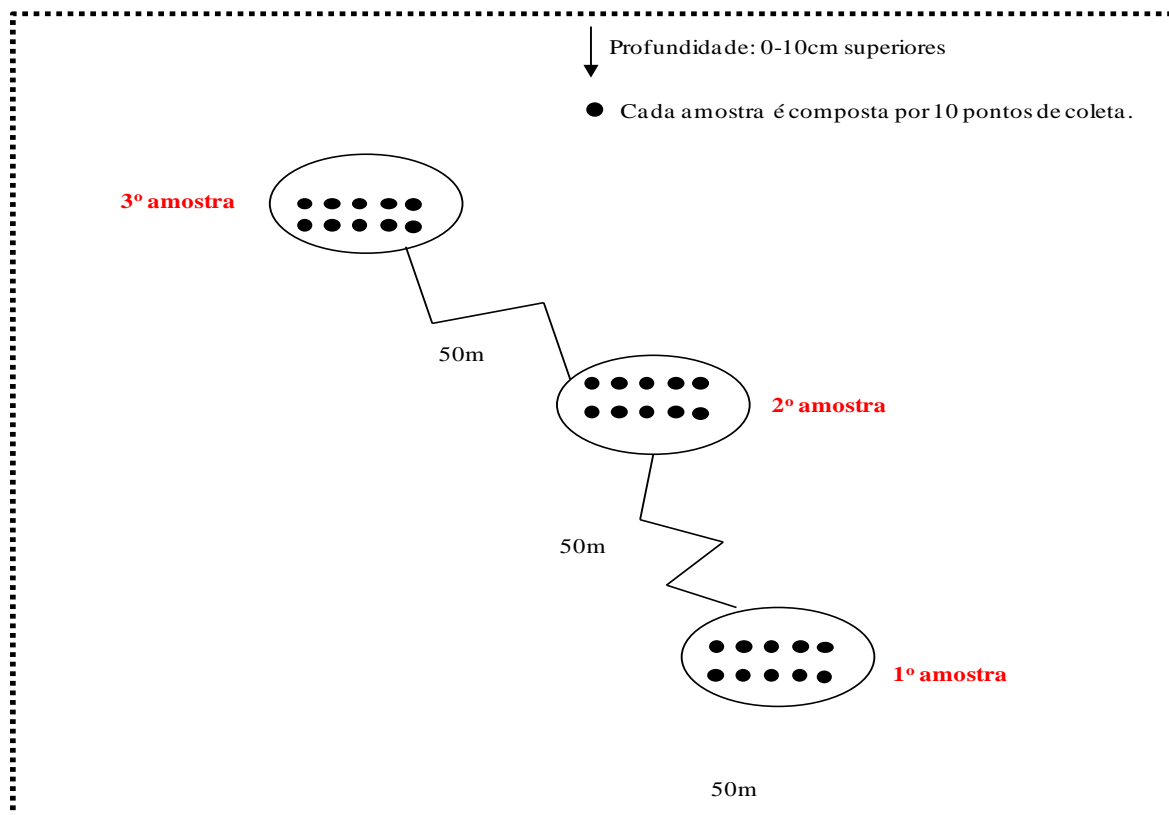 Profundidade: 0-10cm superiores
Cada amostra é composta por 10 pontos de coleta.
3º amostra
50m
2º amostra
50m
1º amostra
50m